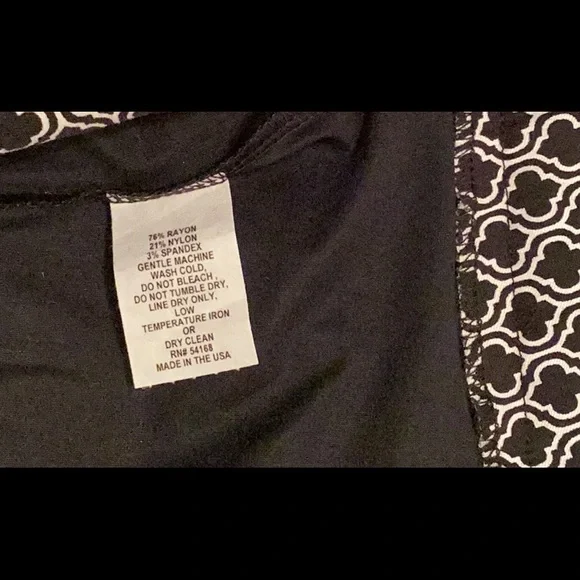 76% RAYON
21% NYLON
3% SPANDEX
GENTLE MACHINE
WASH COLD,
DO NOT BLEACH ,
DO NOT TUMBLE DRY,
LINE DRY ONLY,
LOW
TEMPERATURE IRON
OR
DRY CLEAN
RN# 54168
MADE IN THE USA